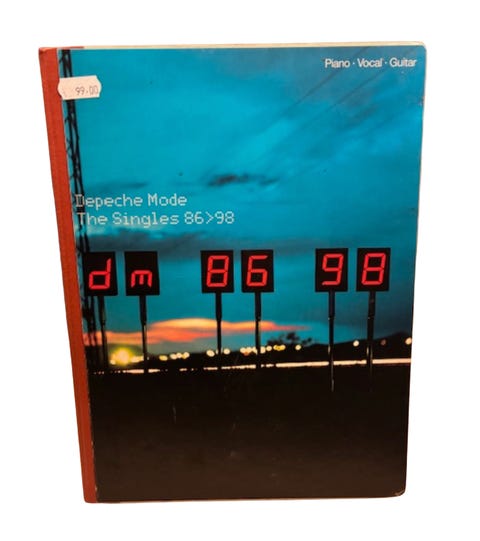 Piano · Vocal · Guitar
99.00
Depeche Mode
The Singles 86>98
dm 86 98